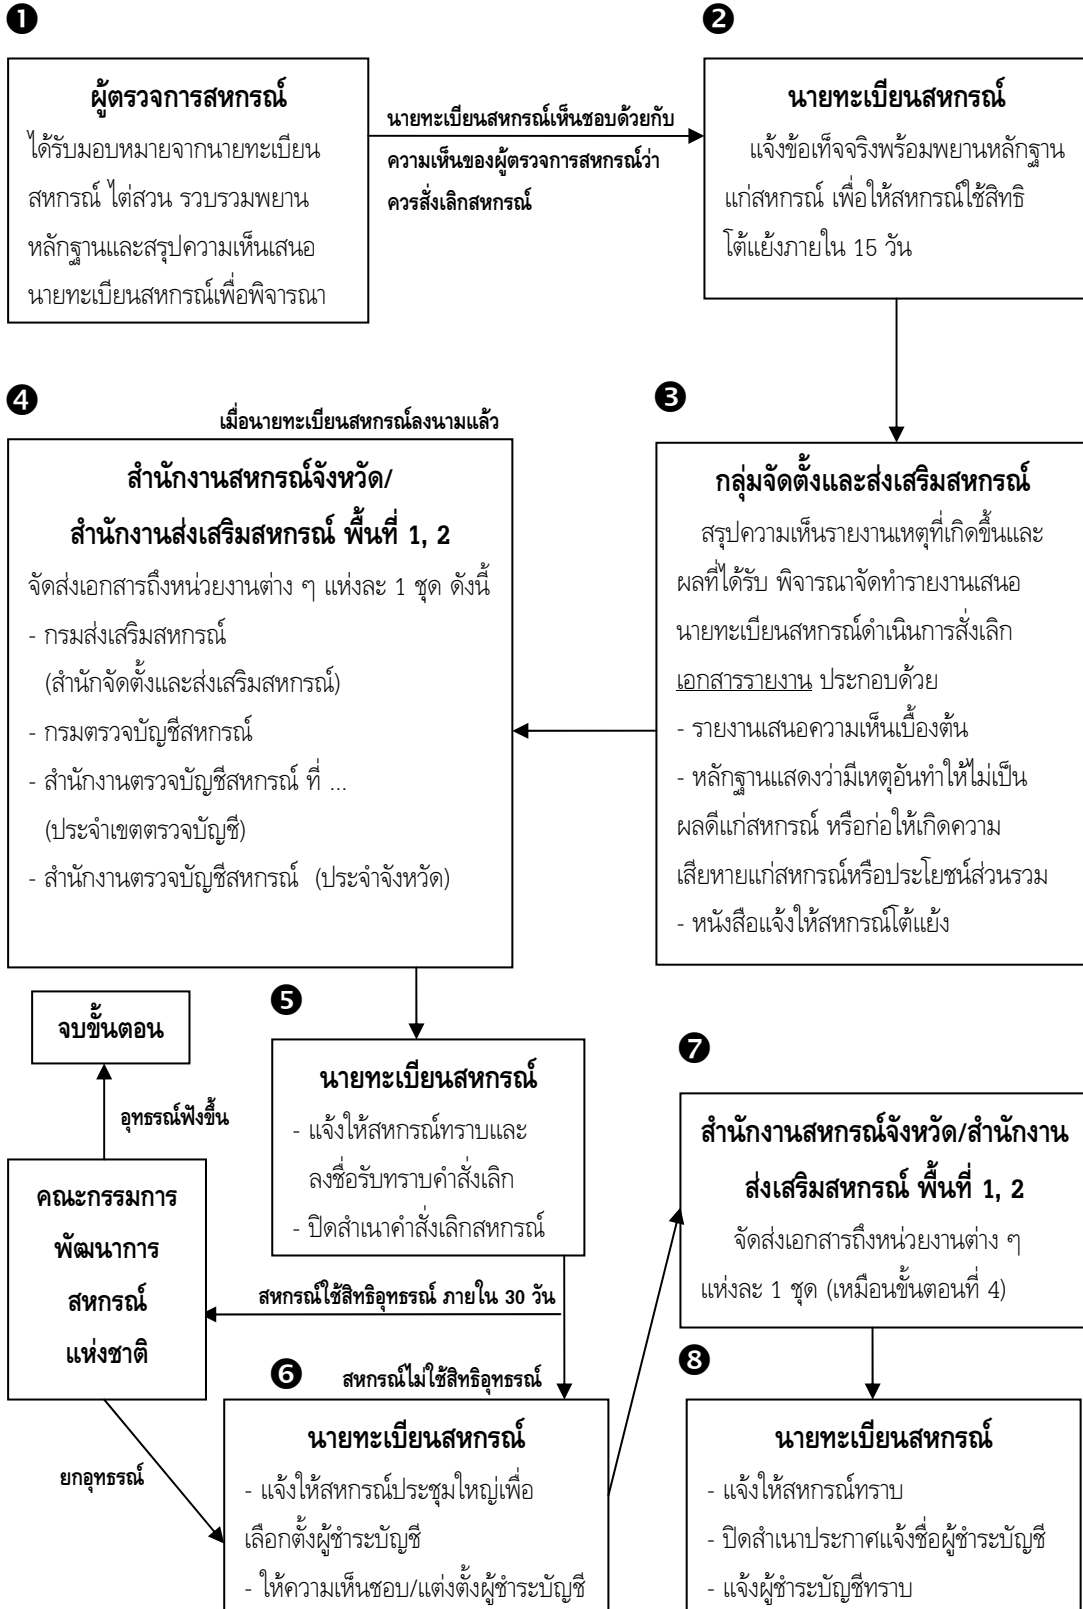 ❶
ผู้ตรวจการสหกรณ์
ได้รับมอบหมายจากนายทะเบียน
สหกรณ์ ไต่สวน รวบรวมพยาน
หลักฐานและสรุปความเห็นเสนอ
นายทะเบียนสหกรณ์เพื่อพิจารณา
นายทะเบียนสหกรณ์เห็นชอบด้วยกับ
ความเห็นของผู้ตรวจการสหกรณ์ว่า
ควรสั่งเลิกสหกรณ์
❷
นายทะเบียนสหกรณ์
แจ้งข้อเท็จจริงพร้อมพยานหลักฐาน
แก่สหกรณ์ เพื่อให้สหกรณ์ใช้สิทธิ
โต้แย้งภายใน 15 วัน
❸
กลุ่มจัดตั้งและส่งเสริมสหกรณ์
สรุปความเห็นรายงานเหตุที่เกิดขึ้นและ
ผลที่ได้รับ พิจารณาจัดทำรายงานเสนอ
นายทะเบียนสหกรณ์ดำเนินการสั่งเลิก
เอกสารรายงาน ประกอบด้วย
- รายงานเสนอความเห็นเบื้องต้น
- หลักฐานแสดงว่ามีเหตุอันทำให้ไม่เป็น
ผลดีแก่สหกรณ์ หรือก่อให้เกิดความ
เสียหายแก่สหกรณ์หรือประโยชน์ส่วนรวม
- หนังสือแจ้งให้สหกรณ์โต้แย้ง
❹
เมื่อนายทะเบียนสหกรณ์ลงนามแล้ว
สำนักงานสหกรณ์จังหวัด/
สำนักงานส่งเสริมสหกรณ์ พื้นที่ 1, 2
จัดส่งเอกสารถึงหน่วยงานต่าง ๆ แห่งละ 1 ชุด ดังนี้
- กรมส่งเสริมสหกรณ์
(สำนักจัดตั้งและส่งเสริมสหกรณ์)
- กรมตรวจบัญชีสหกรณ์
- สำนักงานตรวจบัญชีสหกรณ์ ที่ ...
(ประจำเขตตรวจบัญชี)
- สำนักงานตรวจบัญชีสหกรณ์ (ประจำจังหวัด)
❺
นายทะเบียนสหกรณ์
- แจ้งให้สหกรณ์ทราบและ
ลงชื่อรับทราบคำสั่งเลิก
- ปิดสำเนาคำสั่งเลิกสหกรณ์
จบขั้นตอน
อุทธรณ์ฟังขึ้น
คณะกรรมการ
พัฒนาการ
สหกรณ์
แห่งชาติ
สหกรณ์ใช้สิทธิอุทธรณ์ ภายใน 30 วัน
ยกอุทธรณ์
❻
สหกรณ์ไม่ใช้สิทธิอุทธรณ์
นายทะเบียนสหกรณ์
- แจ้งให้สหกรณ์ประชุมใหญ่เพื่อ
เลือกตั้งผู้ชำระบัญชี
- ให้ความเห็นชอบ/แต่งตั้งผู้ชำระบัญชี
❼
สำนักงานสหกรณ์จังหวัด/สำนักงาน
ส่งเสริมสหกรณ์ พื้นที่ 1, 2
จัดส่งเอกสารถึงหน่วยงานต่าง ๆ
แห่งละ 1 ชุด (เหมือนขั้นตอนที่ 4)
❽
นายทะเบียนสหกรณ์
- แจ้งให้สหกรณ์ทราบ
- ปิดสำเนาประกาศแจ้งชื่อผู้ชำระบัญชี
- แจ้งผู้ชำระบัญชีทราบ